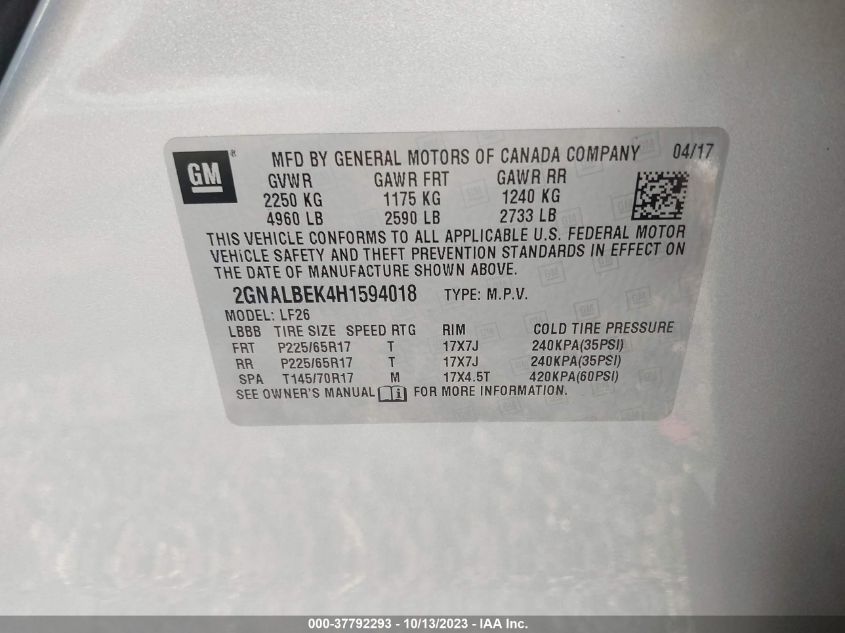 GM ® MFD BY GENERAL MOTORS OF CANADA COMPANY 04/17
GVWR GAWR FRT GAWR RR
2250 KG 1175 KG 1240 KG
4960 LB 2590 LB 2733 LB
THIS VEHICLE CONFORMS TO ALL APPLICABLE U.S. FEDERAL MOTOR
VEHICLE SAFETY AND THEFT PREVENTION STANDARDS IN EFFECT ON
THE DATE OF MANUFACTURE SHOWN ABOVE.
2GNALBEK4H1594018 TYPE: M.P.V.
MODEL: LF26
LBBB TIRE SIZE SPEED RTG RIM COLD TIRE PRESSURE
FRT P225/65R17 T 17X7J 240KPA(35PSI)
RR P225/65R17 T 17X7J 240KPA(35PSI)
SPA T145/70R17 M 17X4.5T 420KPA(60PSI)
SEE OWNER'S MANUAL FOR MORE INFORMATION.
000-37792293 - 10/13/2023 - IAA Inc.